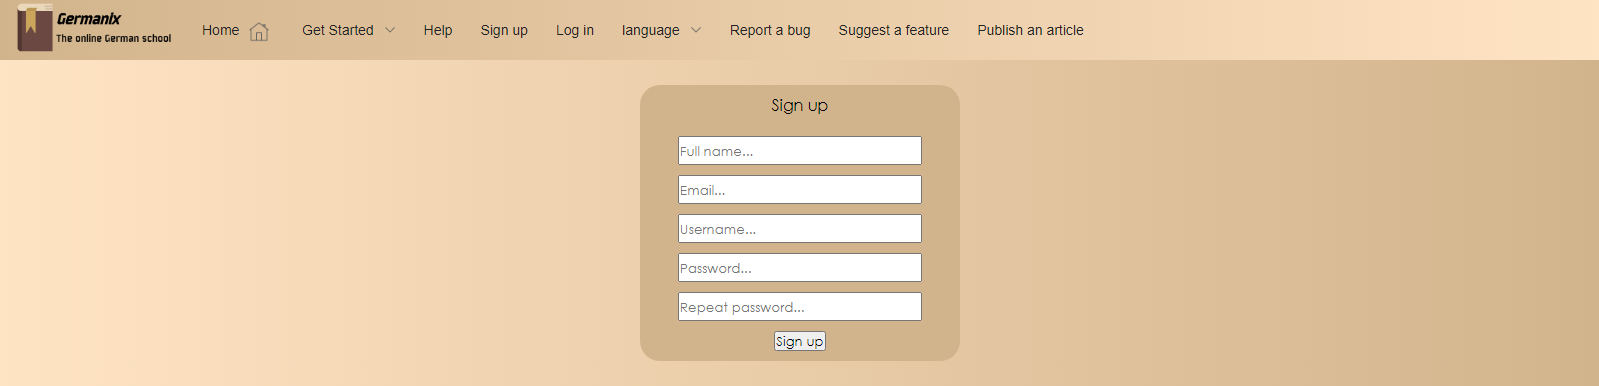 Germanix
The online German school
Home Get Started Help Sign up Log in language Report a bug Suggest a feature Publish an article
Sign up
Full name...
Email...
Username...
Password...
Repeat password...
Sign up